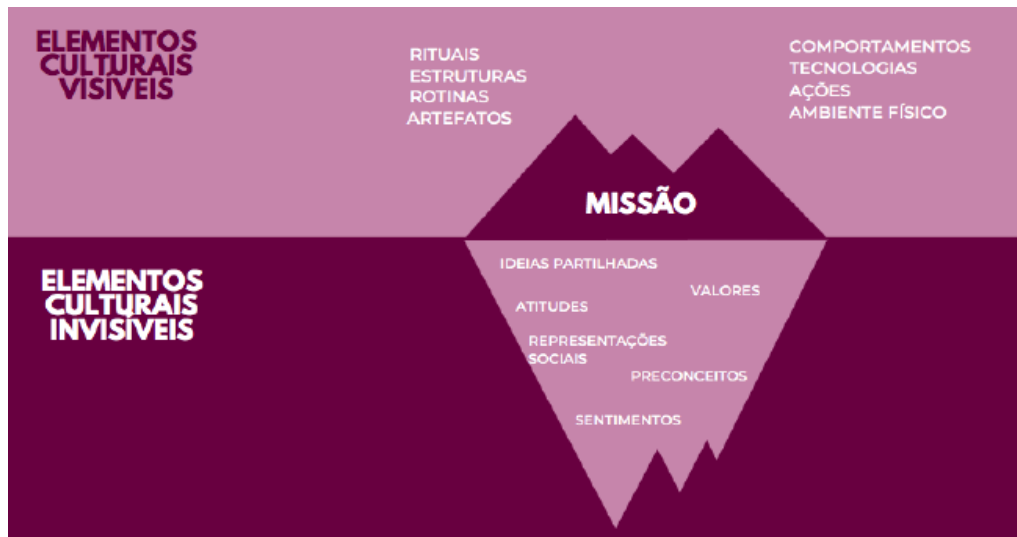 ELEMENTOS
CULTURAIS
VISÍVEIS
RITUAIS
ESTRUTURAS
ROTINAS
ARTEFATOS
COMPORTAMENTOS
TECNOLOGIAS
AÇÕES
AMBIENTE FÍSICO
MISSÃO
ELEMENTOS
CULTURAIS
INVISÍVEIS
IDEIAS PARTILHADAS
VALORES
ATITUDES
REPRESENTAÇÕES
SOCIAIS
PRECONCEITOS
SENTIMENTOS